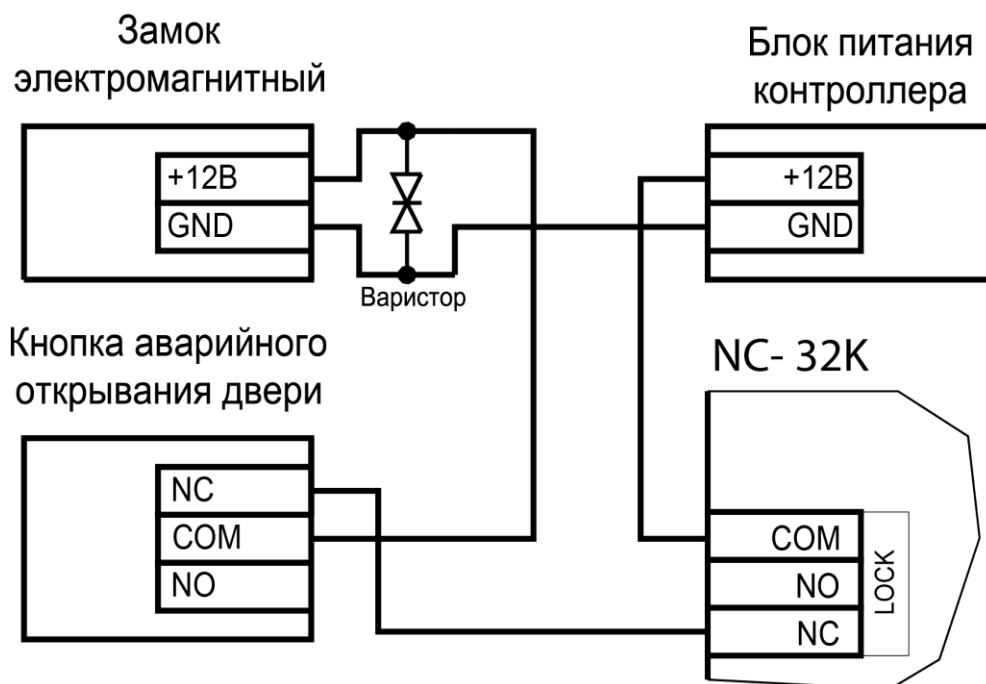 Замок
электромагнитный
+12В
GND
Варистор
Блок питания
контроллера
+12В
GND
Кнопка аварийного
открывания двери
NC
COM
NO
NC- 32K
COM
NO
NC
LOCK